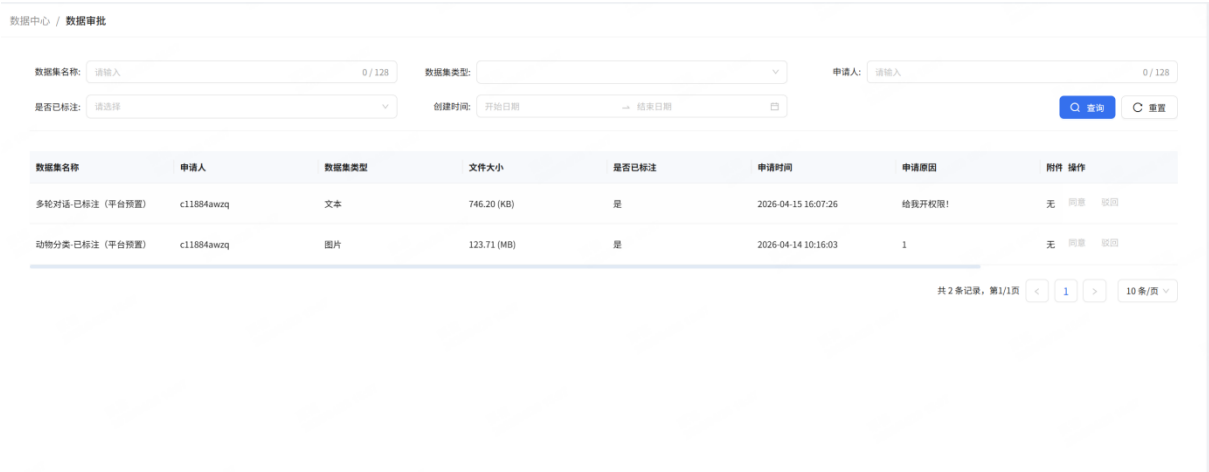 数据中心 / 数据审批
数据集名称: 请输入 0 / 128 数据集类型: 申请人: 请输入 0 / 128
是否已标注: 请选择 创建时间: 开始日期 → 结束日期 查询 重置
数据集名称 申请人 数据集类型 文件大小 是否已标注 申请时间 申请原因 附件 操作
多轮对话-已标注（平台预置） c11884awzq 文本 746.20 (KB) 是 2026-04-15 16:07:26 给我开权限! 无 同意 驳回
动物分类-已标注（平台预置） c11884awzq 图片 123.71 (MB) 是 2026-04-14 10:16:03 1 无 同意 驳回
共 2 条记录，第1/1页 < 1 > 10 条/页